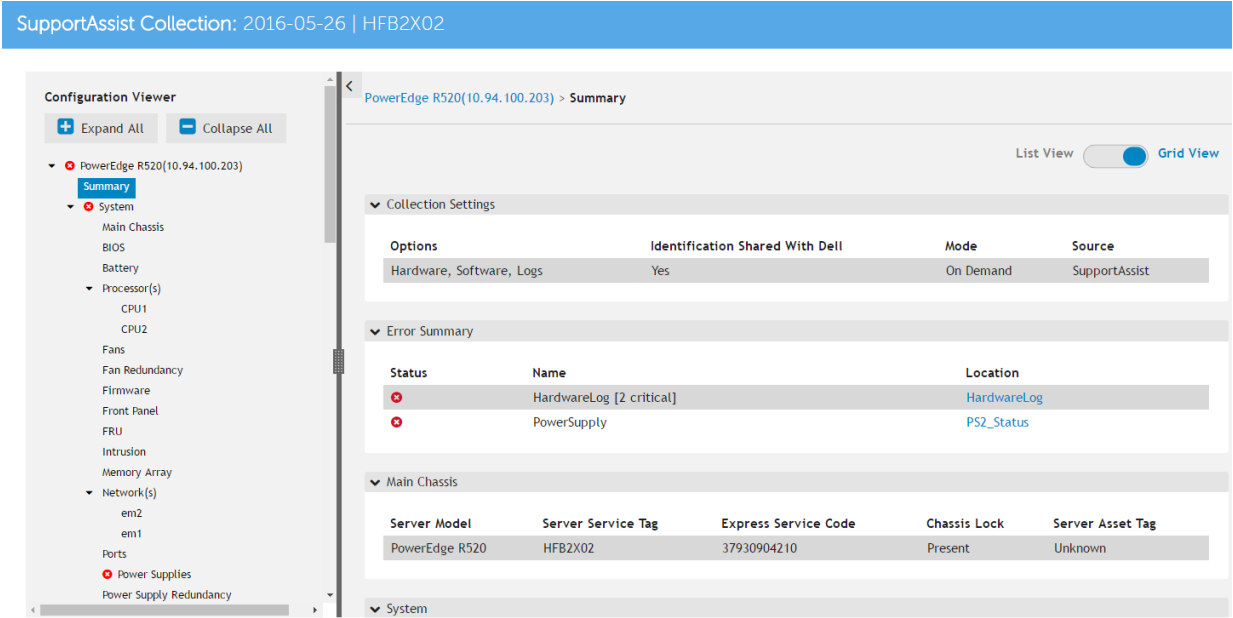 SupportAssist Collection: 2016-05-26 | HFB2X02
Configuration Viewer
Expand All Collapse All
PowerEdge R520(10.94.100.203)
Summary
System
Main Chassis
BIOS
Battery
Processor(s)
CPU1
CPU2
Fans
Fan Redundancy
Firmware
Front Panel
FRU
Intrusion
Memory Array
Network(s)
em2
em1
Ports
Power Supplies
Power Supply Redundancy
PowerEdge R520(10.94.100.203) > Summary
List View Grid View
Collection Settings
Options Identification Shared With Dell Mode Source
Hardware, Software, Logs Yes On Demand SupportAssist
Error Summary
Status Name Location
HardwareLog [2 critical] HardwareLog
PowerSupply PS2_Status
Main Chassis
Server Model Server Service Tag Express Service Code Chassis Lock Server Asset Tag
PowerEdge R520 HFB2X02 37930904210 Present Unknown
System